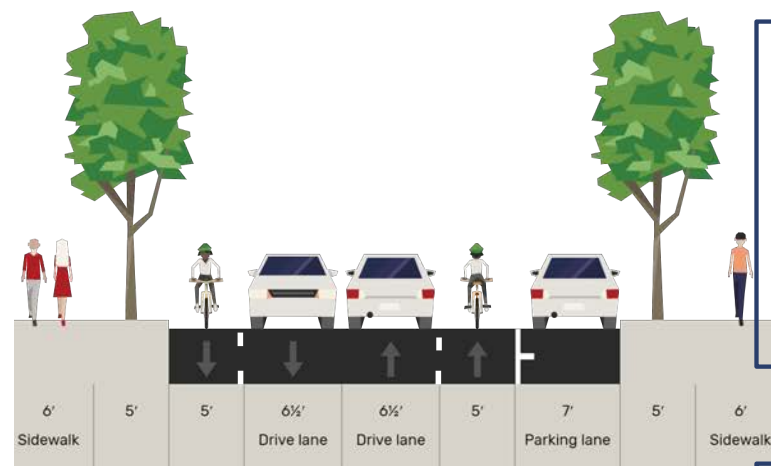 6′ 5′ 5′ 6½′ 6½′ 5′ 7′ 5′ 6′
Sidewalk Drive lane Drive lane Parking lane Sidewalk